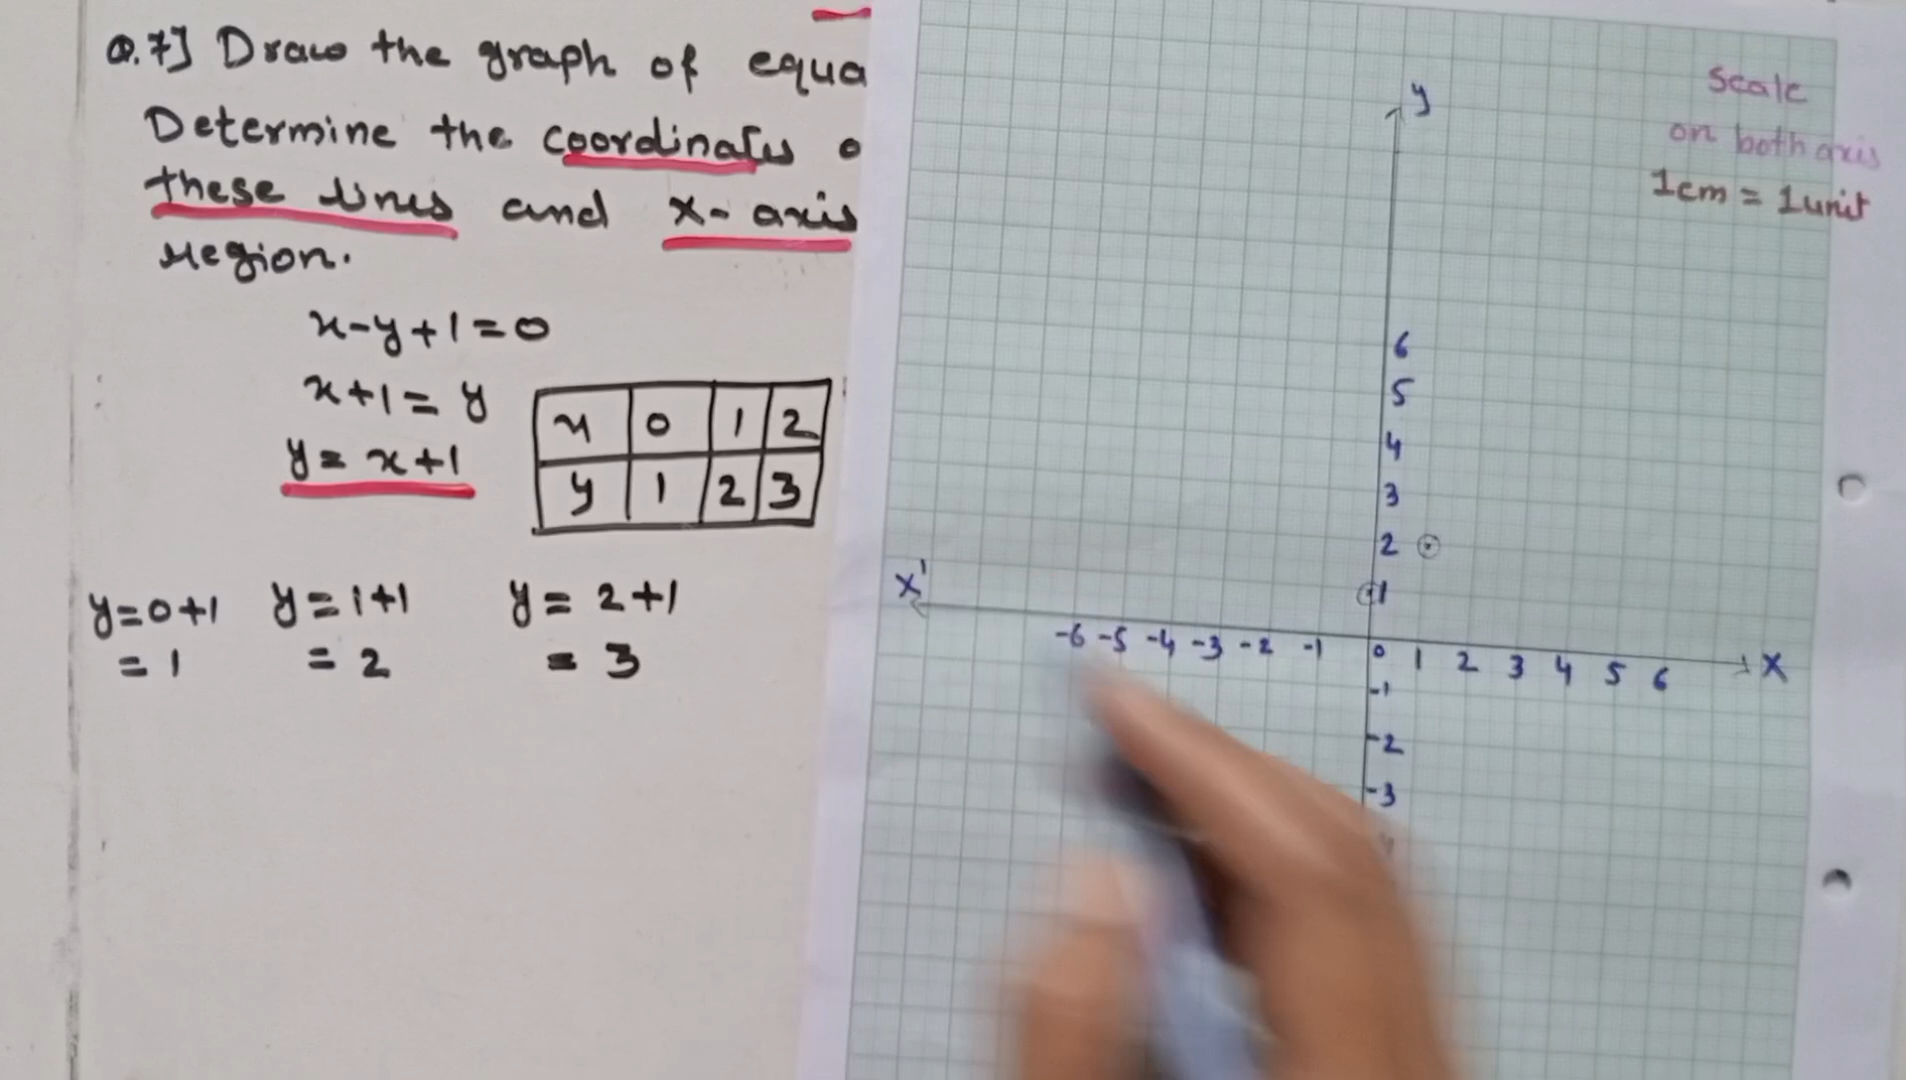 Q.7] Draw the graph of equa
Determine the coordinates o
these lines and x-axis
region.
x-y+1=0
x+1=y
y=x+1
x 0 1 2
y 1 2 3
y=0+1 y=1+1 y=2+1
=1 =2 =3
Scale
on both axis
1cm = 1unit
y
6
5
4
3
2
1
X'
-6 -5 -4 -3 -2 -1 0 1 2 3 4 5 6 X
-1
-2
-3